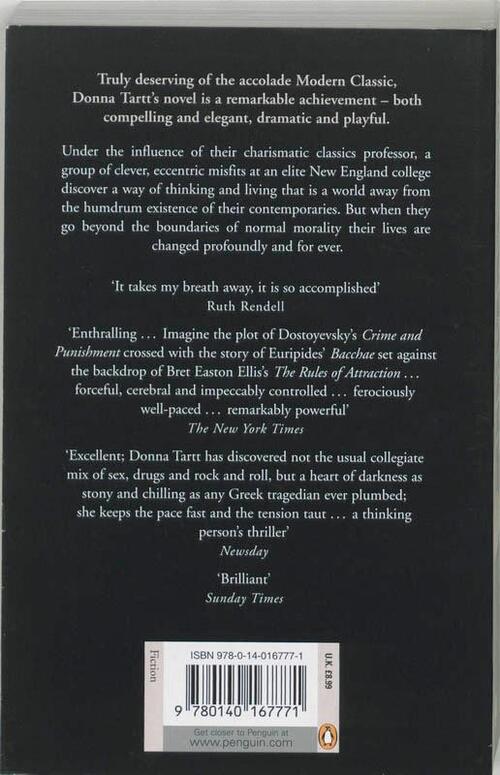 Truly deserving of the accolade Modern Classic,
Donna Tartt's novel is a remarkable achievement – both
compelling and elegant, dramatic and playful.
Under the influence of their charismatic classics professor, a
group of clever, eccentric misfits at an elite New England college
discover a way of thinking and living that is a world away from
the humdrum existence of their contemporaries. But when they
go beyond the boundaries of normal morality their lives are
changed profoundly and for ever.
'It takes my breath away, it is so accomplished'
Ruth Rendell
'Enthralling ... Imagine the plot of Dostoyevsky's Crime and
Punishment crossed with the story of Euripides' Bacchae set against
the backdrop of Bret Easton Ellis's The Rules of Attraction ...
forceful, cerebral and impeccably controlled ... ferociously
well-paced ... remarkably powerful'
The New York Times
'Excellent; Donna Tartt has discovered not the usual collegiate
mix of sex, drugs and rock and roll, but a heart of darkness as
stony and chilling as any Greek tragedian ever plumbed;
she keeps the pace fast and the tension taut ... a thinking
person's thriller'
Newsday
'Brilliant'
Sunday Times
Fiction
ISBN 978-0-14-016777-1
9 780140 167771
U.K. £8.99
Get closer to Penguin at
www.penguin.com